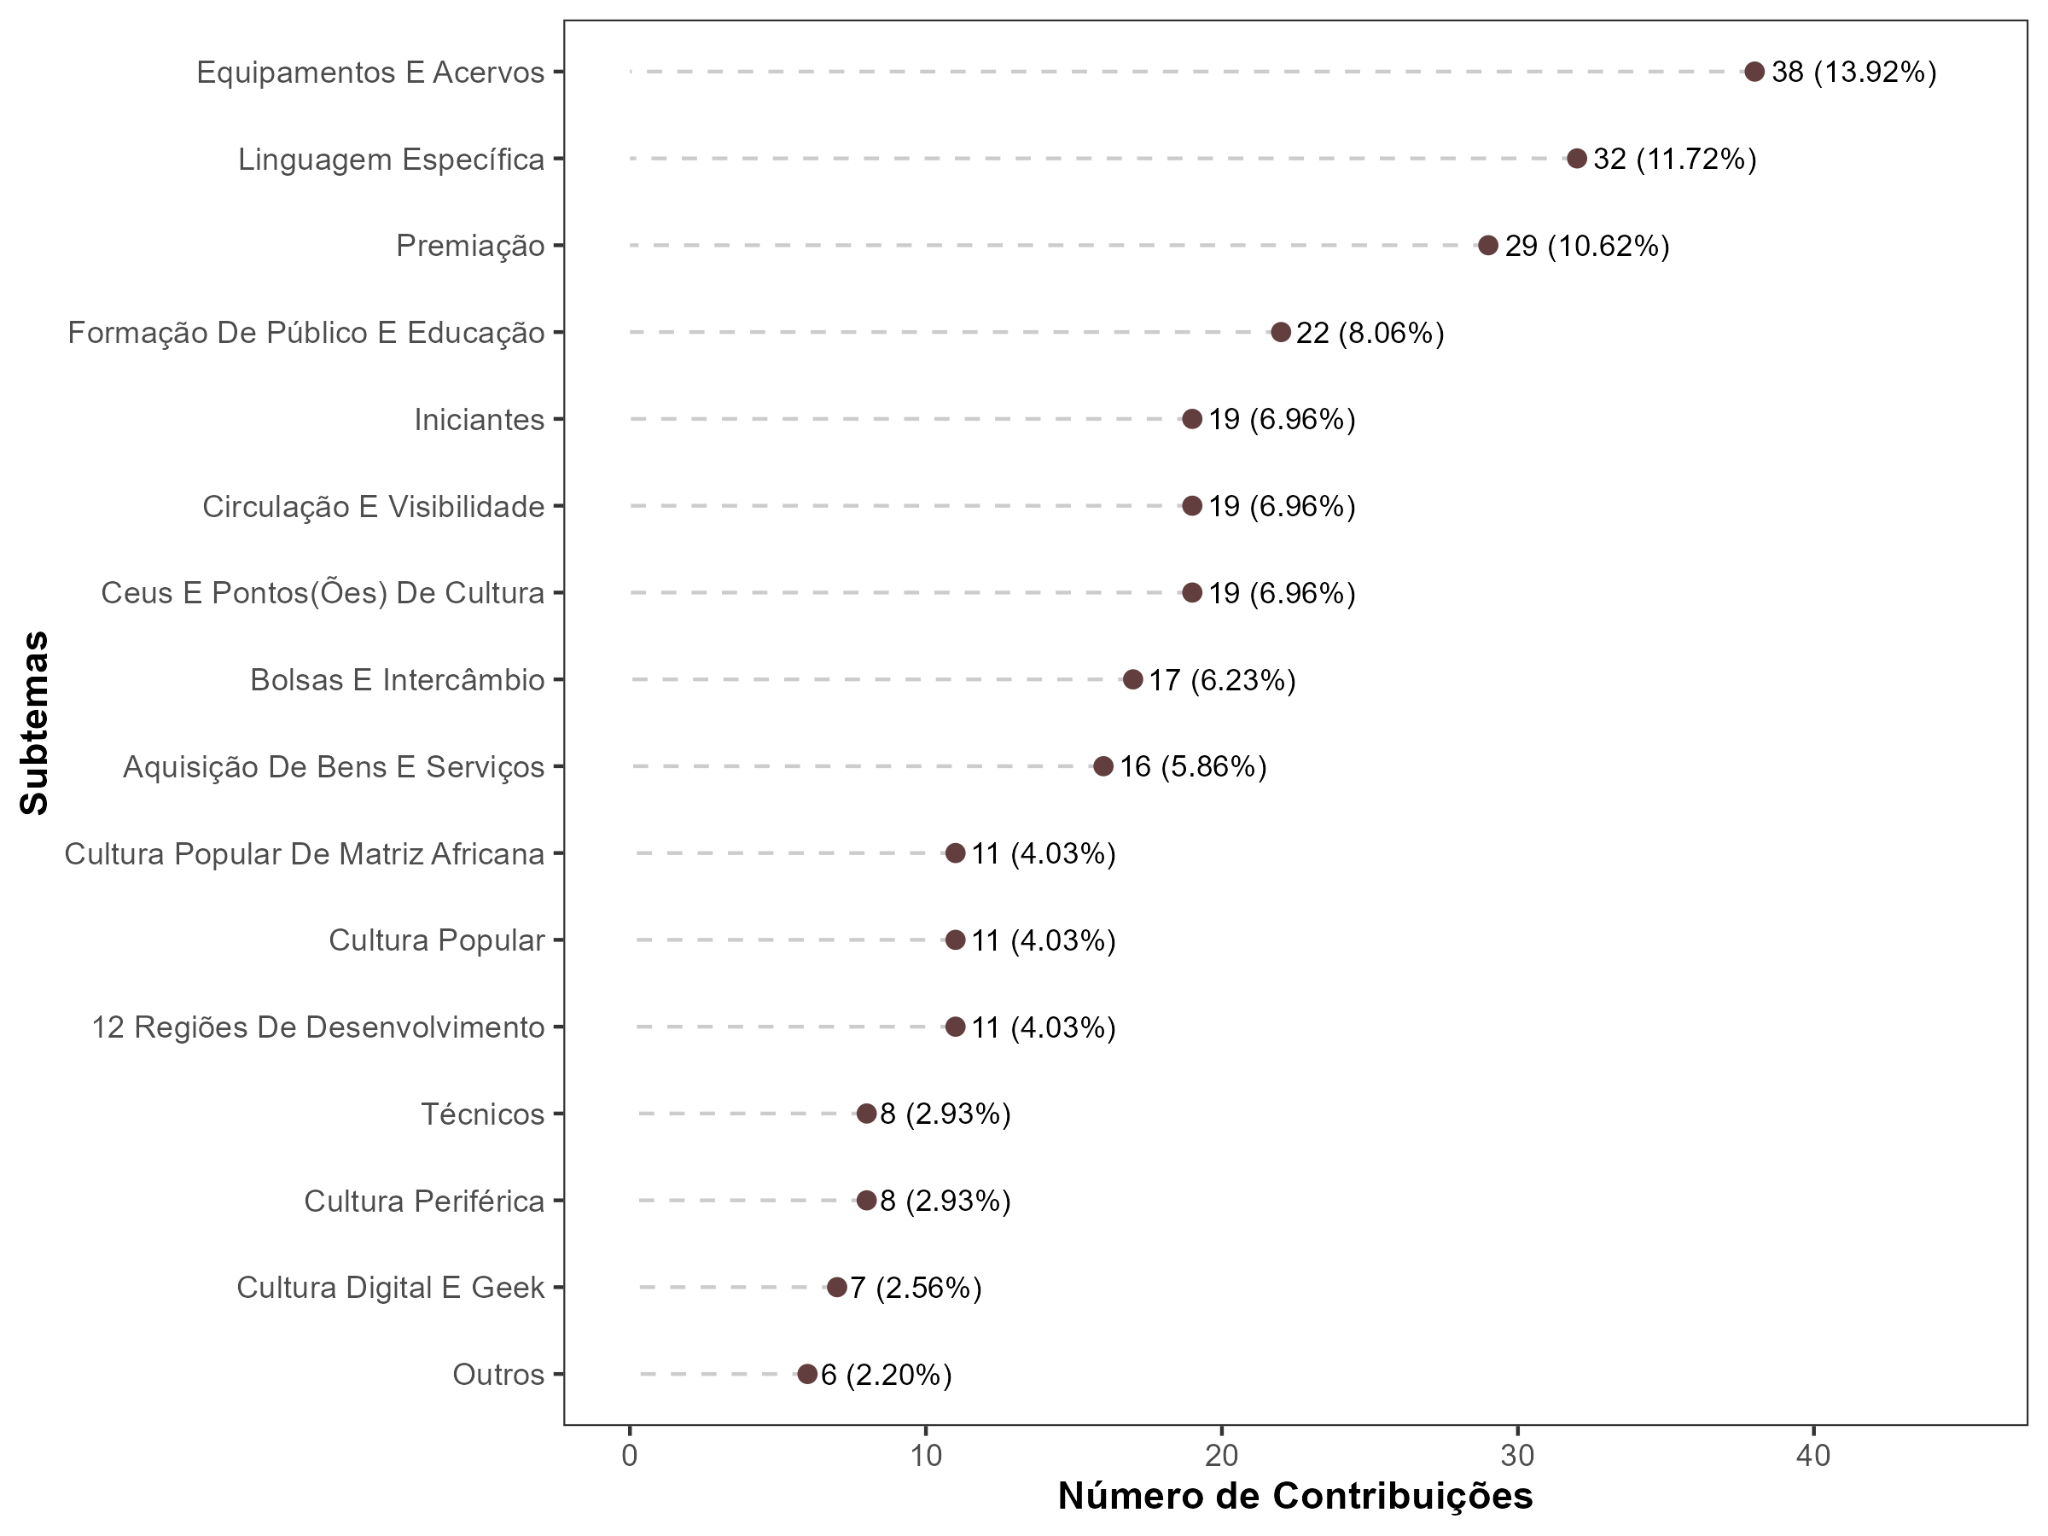 Equipamentos E Acervos 38 (13.92%)
Linguagem Específica 32 (11.72%)
Premiação 29 (10.62%)
Formação De Público E Educação 22 (8.06%)
Iniciantes 19 (6.96%)
Circulação E Visibilidade 19 (6.96%)
Ceus E Pontos(Ões) De Cultura 19 (6.96%)
Bolsas E Intercâmbio 17 (6.23%)
Aquisição De Bens E Serviços 16 (5.86%)
Cultura Popular De Matriz Africana 11 (4.03%)
Cultura Popular 11 (4.03%)
12 Regiões De Desenvolvimento 11 (4.03%)
Técnicos 8 (2.93%)
Cultura Periférica 8 (2.93%)
Cultura Digital E Geek 7 (2.56%)
Outros 6 (2.20%)
Subtemas
0 10 20 30 40
Número de Contribuições